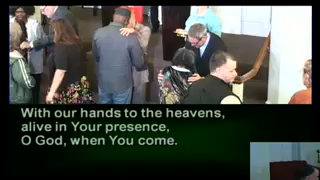 With our hands to the heavens,
alive in Your presence,
O God, when You come.